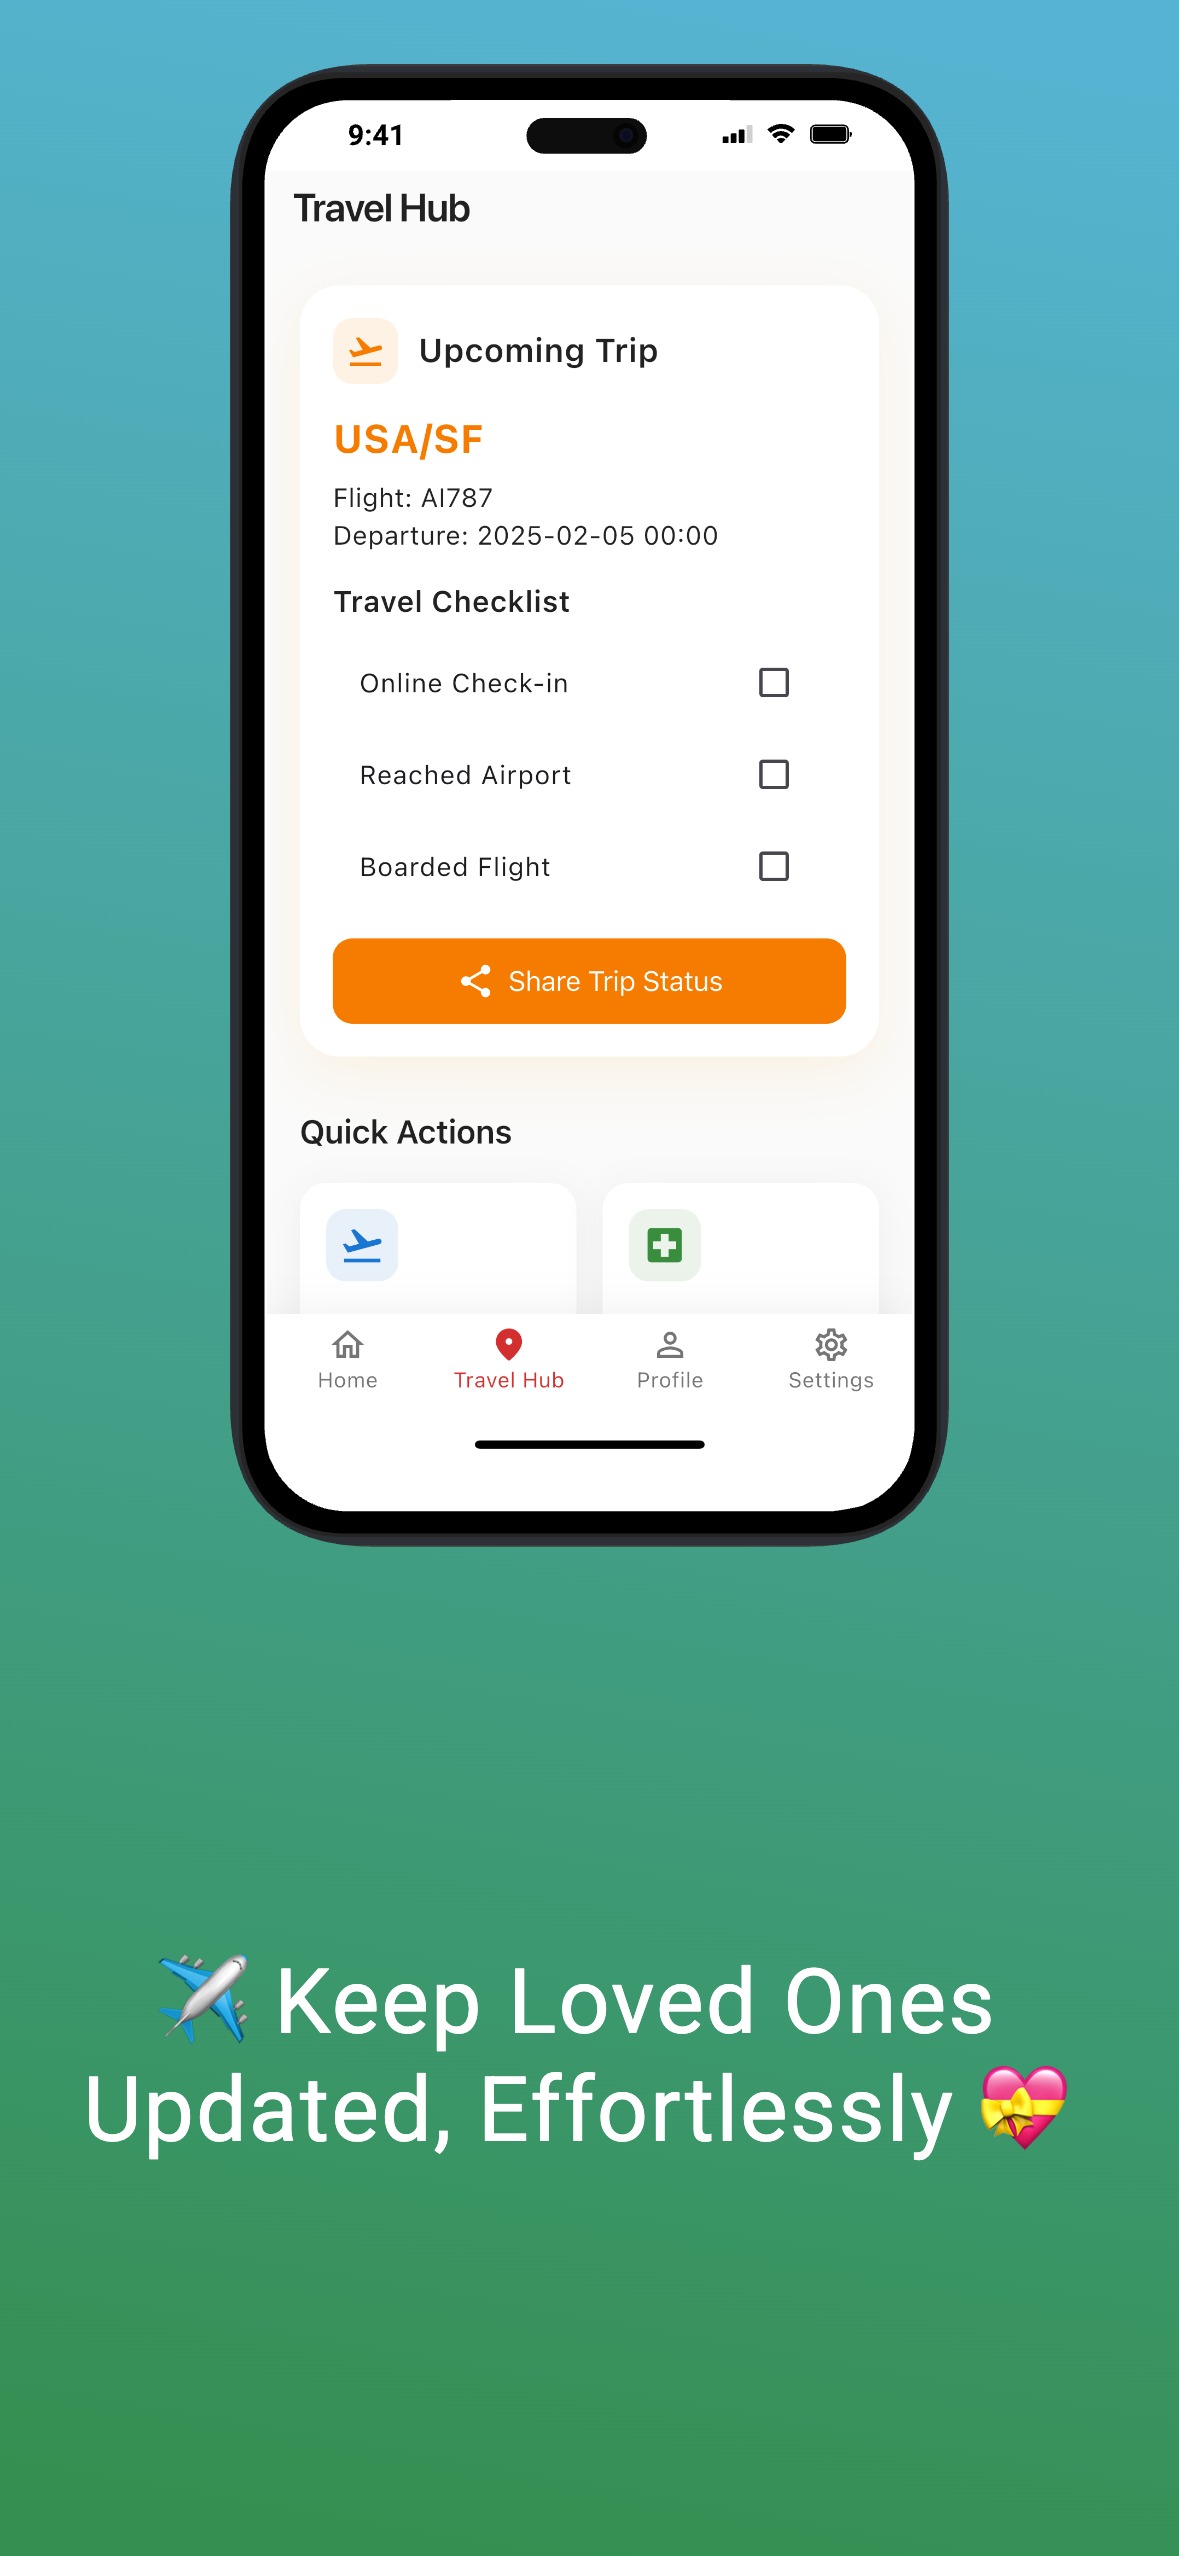 9:41
Travel Hub
Upcoming Trip
USA/SF
Flight: AI787
Departure: 2025-02-05 00:00
Travel Checklist
Online Check-in
Reached Airport
Boarded Flight
Share Trip Status
Quick Actions
Home
Travel Hub
Profile
Settings
✈️ Keep Loved Ones
Updated, Effortlessly 💝